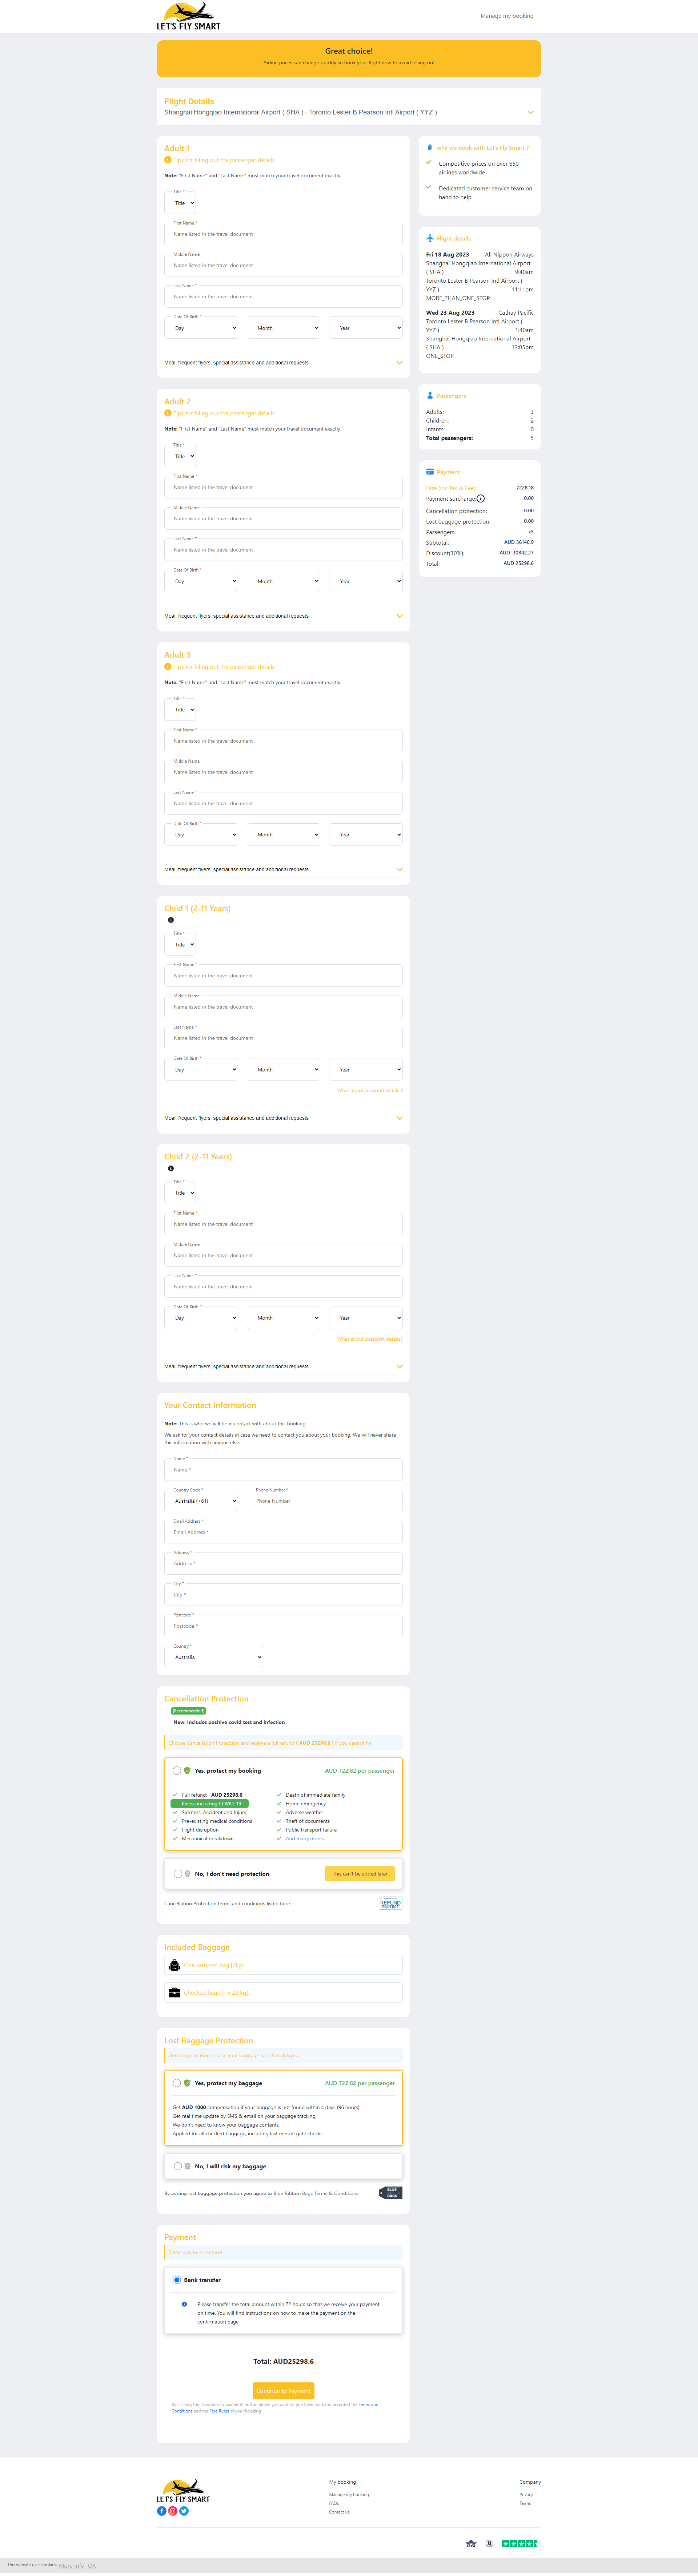 LET'S FLY SMART
Manage my booking
Great choice!
Airline prices can change quickly so book your flight now to avoid losing out
Flight Details
Shanghai Hongqiao International Airport ( SHA ) - Toronto Lester B Pearson Intl Airport ( YYZ )
Adult 1
Tips for filling out the passenger details
Note: "First Name" and "Last Name" must match your travel document exactly.
Title *
Title
First Name *
Name listed in the travel document
Middle Name
Name listed in the travel document
Last Name *
Name listed in the travel document
Date Of Birth *
Day Month Year
Meal, frequent flyers, special assistance and additional requests
Adult 2
Tips for filling out the passenger details
Note: "First Name" and "Last Name" must match your travel document exactly.
Title *
Title
First Name *
Name listed in the travel document
Middle Name
Name listed in the travel document
Last Name *
Name listed in the travel document
Date Of Birth *
Day Month Year
Meal, frequent flyers, special assistance and additional requests
Adult 3
Tips for filling out the passenger details
Note: "First Name" and "Last Name" must match your travel document exactly.
Title *
Title
First Name *
Name listed in the travel document
Middle Name
Name listed in the travel document
Last Name *
Name listed in the travel document
Date Of Birth *
Day Month Year
Meal, frequent flyers, special assistance and additional requests
Child 1 (2-11 Years)
Title *
Title
First Name *
Name listed in the travel document
Middle Name
Name listed in the travel document
Last Name *
Name listed in the travel document
Date Of Birth *
Day Month Year
What about passport details?
Meal, frequent flyers, special assistance and additional requests
Child 2 (2-11 Years)
Title *
Title
First Name *
Name listed in the travel document
Middle Name
Name listed in the travel document
Last Name *
Name listed in the travel document
Date Of Birth *
Day Month Year
What about passport details?
Meal, frequent flyers, special assistance and additional requests
Your Contact Information
Note: This is who we will be in contact with about this booking
We ask for your contact details in case we need to contact you about your booking. We will never share
this information with anyone else.
Name *
Name *
Country Code * Phone Number *
Australia (+61) Phone Number
Email Address *
Email Address *
Address *
Address *
City *
City *
Postcode *
Postcode *
Country *
Australia
Cancellation Protection
(Recommended)
New: Includes positive covid test and infection
Choose Cancellation Protection and receive a full refund ( AUD 25298.6 ) if you cannot fly.
Yes, protect my booking AUD 722.82 per passenger
Full refund: AUD 25298.6
Illness including COVID-19
Sickness, Accident and Injury
Pre-existing medical conditions
Flight disruption
Mechanical breakdown
Death of immediate family
Home emergency
Adverse weather
Theft of documents
Public transport failure
And many more...
No, I don't need protection This can't be added later
Cancellation Protection terms and conditions listed here.
REFUND
PROTECT
Included Baggage
One carry-on bag (7kg)
Checked bags (1 x 23 kg).
Lost Baggage Protection
Get compensation in case your baggage is lost or delayed.
Yes, protect my baggage AUD 722.82 per passenger
Get AUD 1000 compensation if your baggage is not found within 4 days (96 hours).
Get real time update by SMS & email on your baggage tracking.
We don't need to know your baggage contents.
Applied for all checked baggage, including last minute gate checks.
No, I will risk my baggage
By adding lost baggage protection you agree to Blue Ribbon Bags Terms & Conditions.
BLUE
Payment
Select payment method
Bank transfer
Please transfer the total amount within 72 hours so that we receive your payment
on time. You will find instructions on how to make the payment on the
confirmation page
Total: AUD25298.6
Continue to Payment
By clicking the 'Continue to payment' button above you confirm you have read and accepted the Terms and
Conditions and the Fare Rules of your booking
why we book with Let's Fly Smart ?
Competitive prices on over 650
airlines worldwide
Dedicated customer service team on
hand to help
Flight details
Fri 18 Aug 2023 All Nippon Airways
Shanghai Hongqiao International Airport
( SHA ) 9:40am
Toronto Lester B Pearson Intl Airport (
YYZ ) 11:11pm
MORE_THAN_ONE_STOP
Wed 23 Aug 2023 Cathay Pacific
Toronto Lester B Pearson Intl Airport (
YYZ ) 1:40am
Shanghai Hongqiao International Airport
( SHA ) 12:05pm
ONE_STOP
Passengers
Adults: 3
Children: 2
Infants: 0
Total passengers: 5
Payment
Fare (inc Tax & Fee): 7228.18
Payment surcharge: 0.00
Cancellation protection: 0.00
Lost baggage protection: 0.00
Passengers: x5
Subtotal: AUD 36140.9
Discount(30%): AUD -10842.27
Total: AUD 25298.6
LET'S FLY SMART
My booking
Manage my booking
FAQs
Contact us
Company
Privacy
Terms
IATA
This website uses cookies. More Info. OK